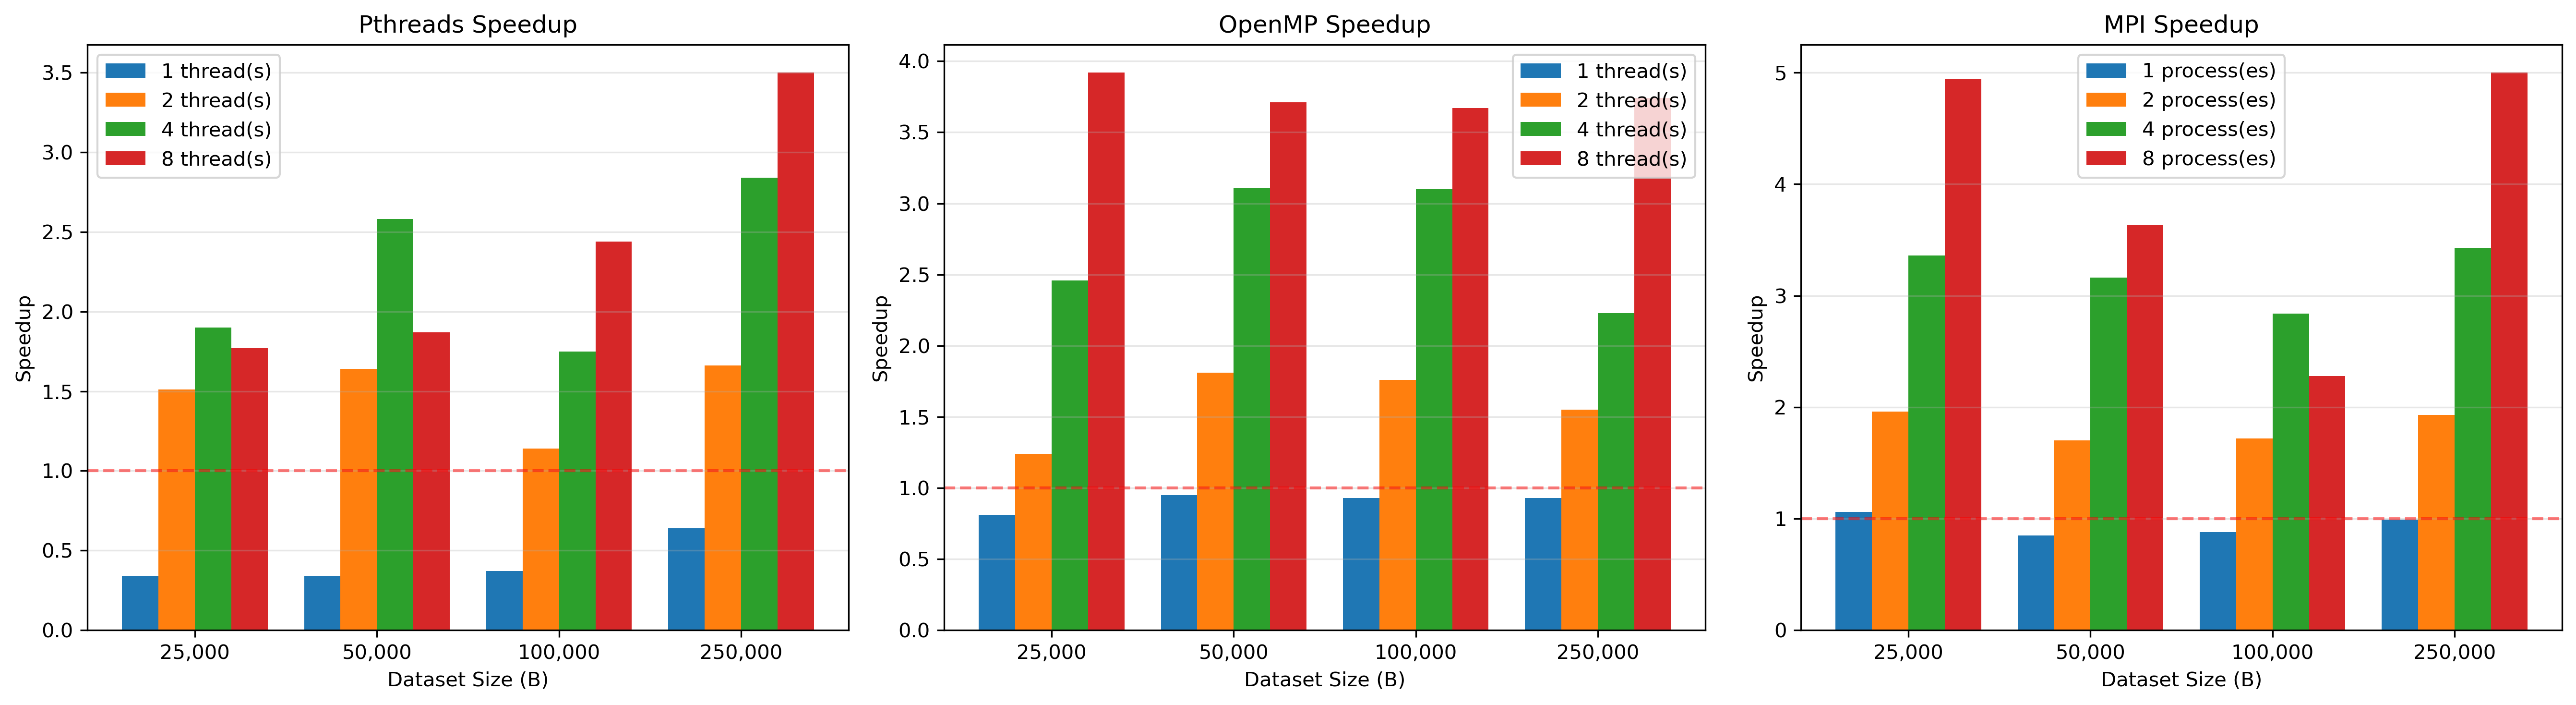 Pthreads Speedup
1 thread(s)
2 thread(s)
4 thread(s)
8 thread(s)
3.5
3.0
2.5
2.0
1.5
1.0
0.5
0.0
Speedup
25,000 50,000 100,000 250,000
Dataset Size (B)
OpenMP Speedup
1 thread(s)
2 thread(s)
4 thread(s)
8 thread(s)
4.0
3.5
3.0
2.5
2.0
1.5
1.0
0.5
0.0
Speedup
25,000 50,000 100,000 250,000
Dataset Size (B)
MPI Speedup
1 process(es)
2 process(es)
4 process(es)
8 process(es)
5
4
3
2
1
0
Speedup
25,000 50,000 100,000 250,000
Dataset Size (B)